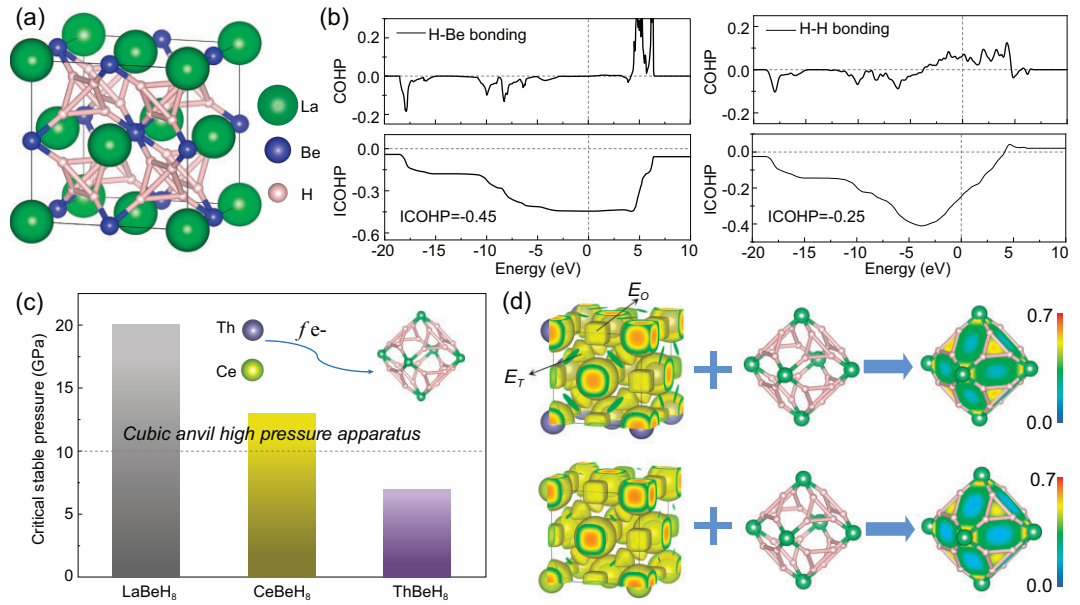 (a)
La
Be
H
(b)
H-Be bonding
COHP
0.2
0.0
-0.2
ICOHP
0.0
-0.3
-0.6
ICOHP=-0.45
-20 -15 -10 -5 0 5 10
Energy (eV)
H-H bonding
COHP
0.2
0.0
-0.2
ICOHP
0.0
-0.2
-0.4
ICOHP=-0.25
-20 -15 -10 -5 0 5 10
Energy (eV)
(c)
Critical stable pressure (GPa)
20
15
10
5
0
Th
f e-
Ce
Cubic anvil high pressure apparatus
LaBeH₈ CeBeH₈ ThBeH₈
(d)
E_O
E_T
0.7
0.0
0.7
0.0